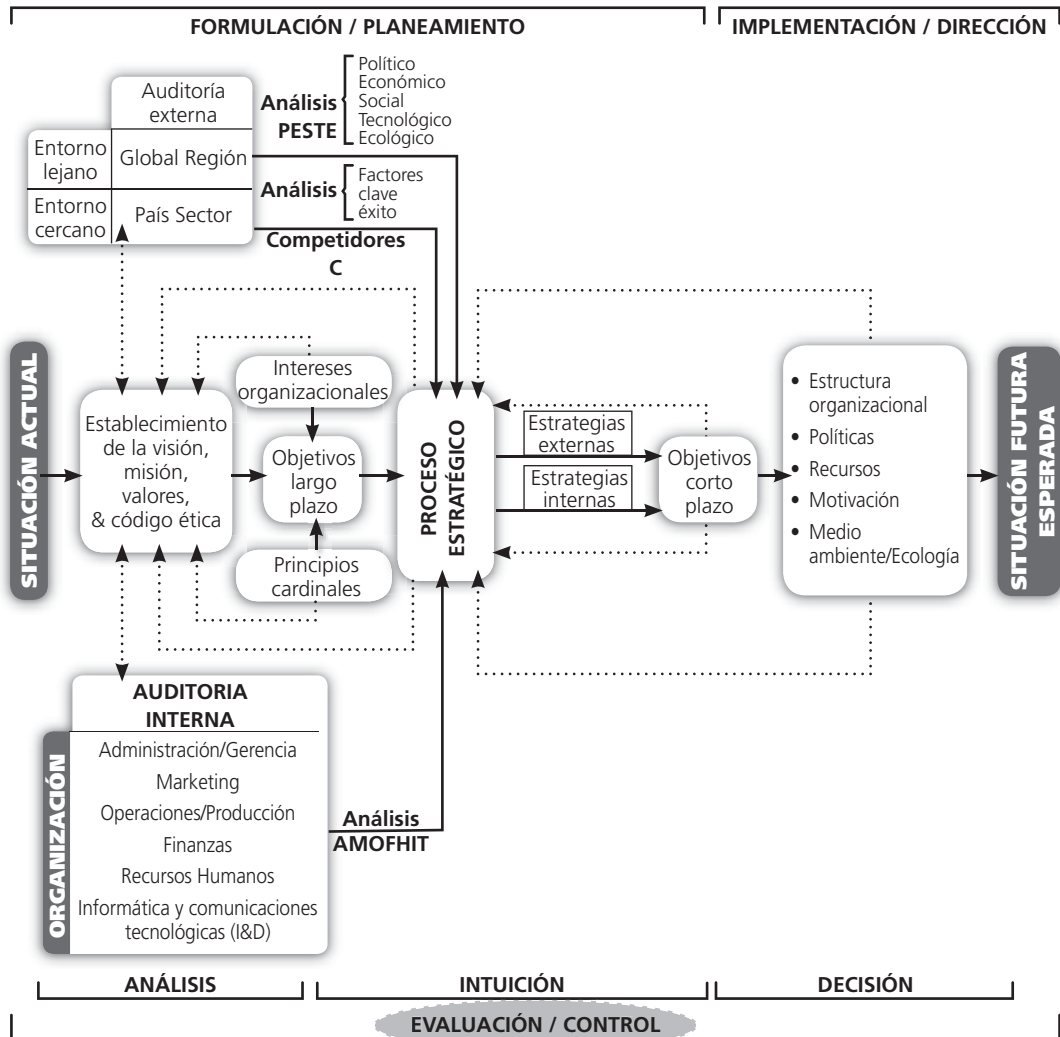 FORMULACIÓN / PLANEAMIENTO
IMPLEMENTACIÓN / DIRECCIÓN
Auditoría
externa
Entorno
lejano
Global Región
Entorno
cercano
País Sector
Análisis
PESTE
Político
Económico
Social
Tecnológico
Ecológico
Análisis
Factores
clave
éxito
Competidores
C
SITUACIÓN ACTUAL
Establecimiento
de la visión,
misión,
valores,
& código ética
Intereses
organizacionales
Objetivos
largo
plazo
Principios
cardinales
PROCESO
ESTRATÉGICO
Estrategias
externas
Estrategias
internas
Objetivos
corto
plazo
• Estructura
organizacional
• Políticas
• Recursos
• Motivación
• Medio
ambiente/Ecología
SITUACIÓN FUTURA
ESPERADA
AUDITORIA
INTERNA
ORGANIZACIÓN
Administración/Gerencia
Marketing
Operaciones/Producción
Finanzas
Recursos Humanos
Informática y comunicaciones
tecnológicas (I&D)
Análisis
AMOFHIT
ANÁLISIS
INTUICIÓN
DECISIÓN
EVALUACIÓN / CONTROL